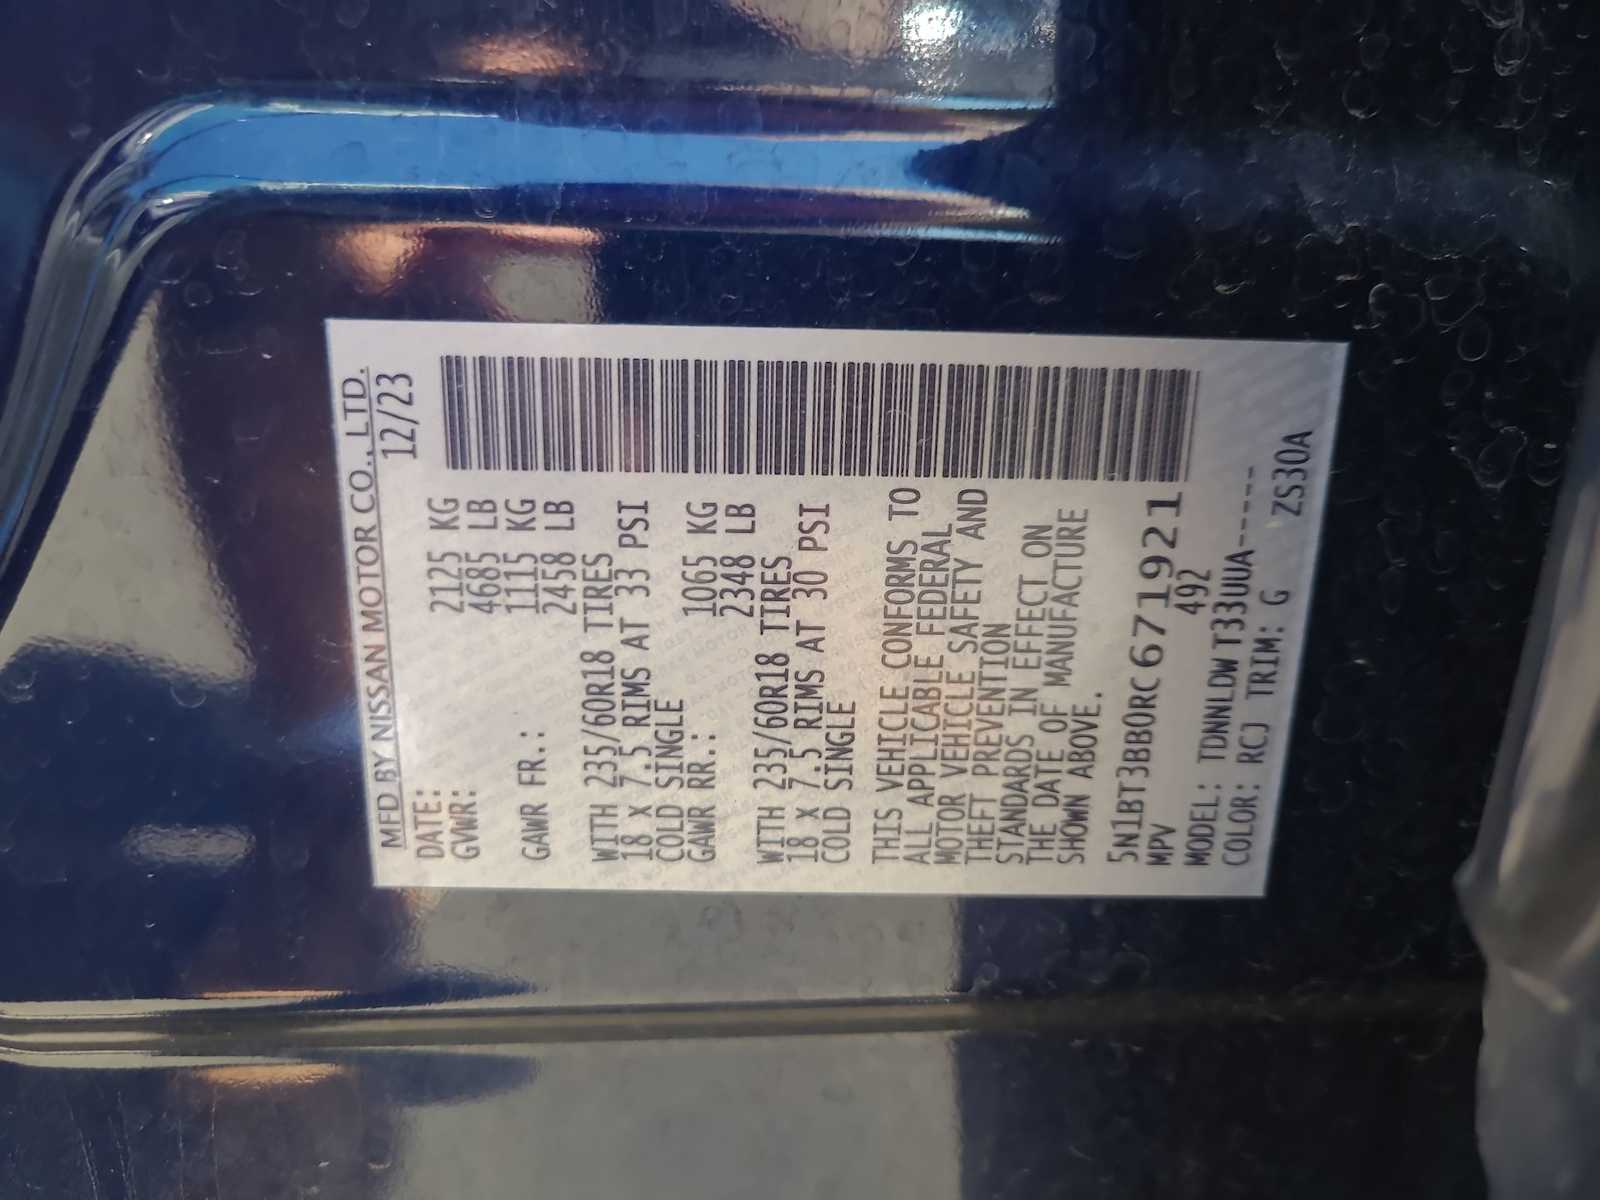 MFD BY NISSAN MOTOR CO., LTD.
DATE: 12/23
GVWR: 2125 KG
4685 LB
GAWR FR.: 1115 KG
2458 LB
WITH 235/60R18 TIRES
18 X 7.5 RIMS AT 33 PSI
COLD SINGLE
GAWR RR.: 1065 KG
2348 LB
WITH 235/60R18 TIRES
18 X 7.5 RIMS AT 30 PSI
COLD SINGLE
THIS VEHICLE CONFORMS TO
ALL APPLICABLE FEDERAL
MOTOR VEHICLE SAFETY AND
THEFT PREVENTION
STANDARDS IN EFFECT ON
THE DATE OF MANUFACTURE
SHOWN ABOVE.
5N1BT3BB0RC671921
MPV 492
MODEL: TDNNLDWT33UUA-----
COLOR: RCJ TRIM: G ZS30A